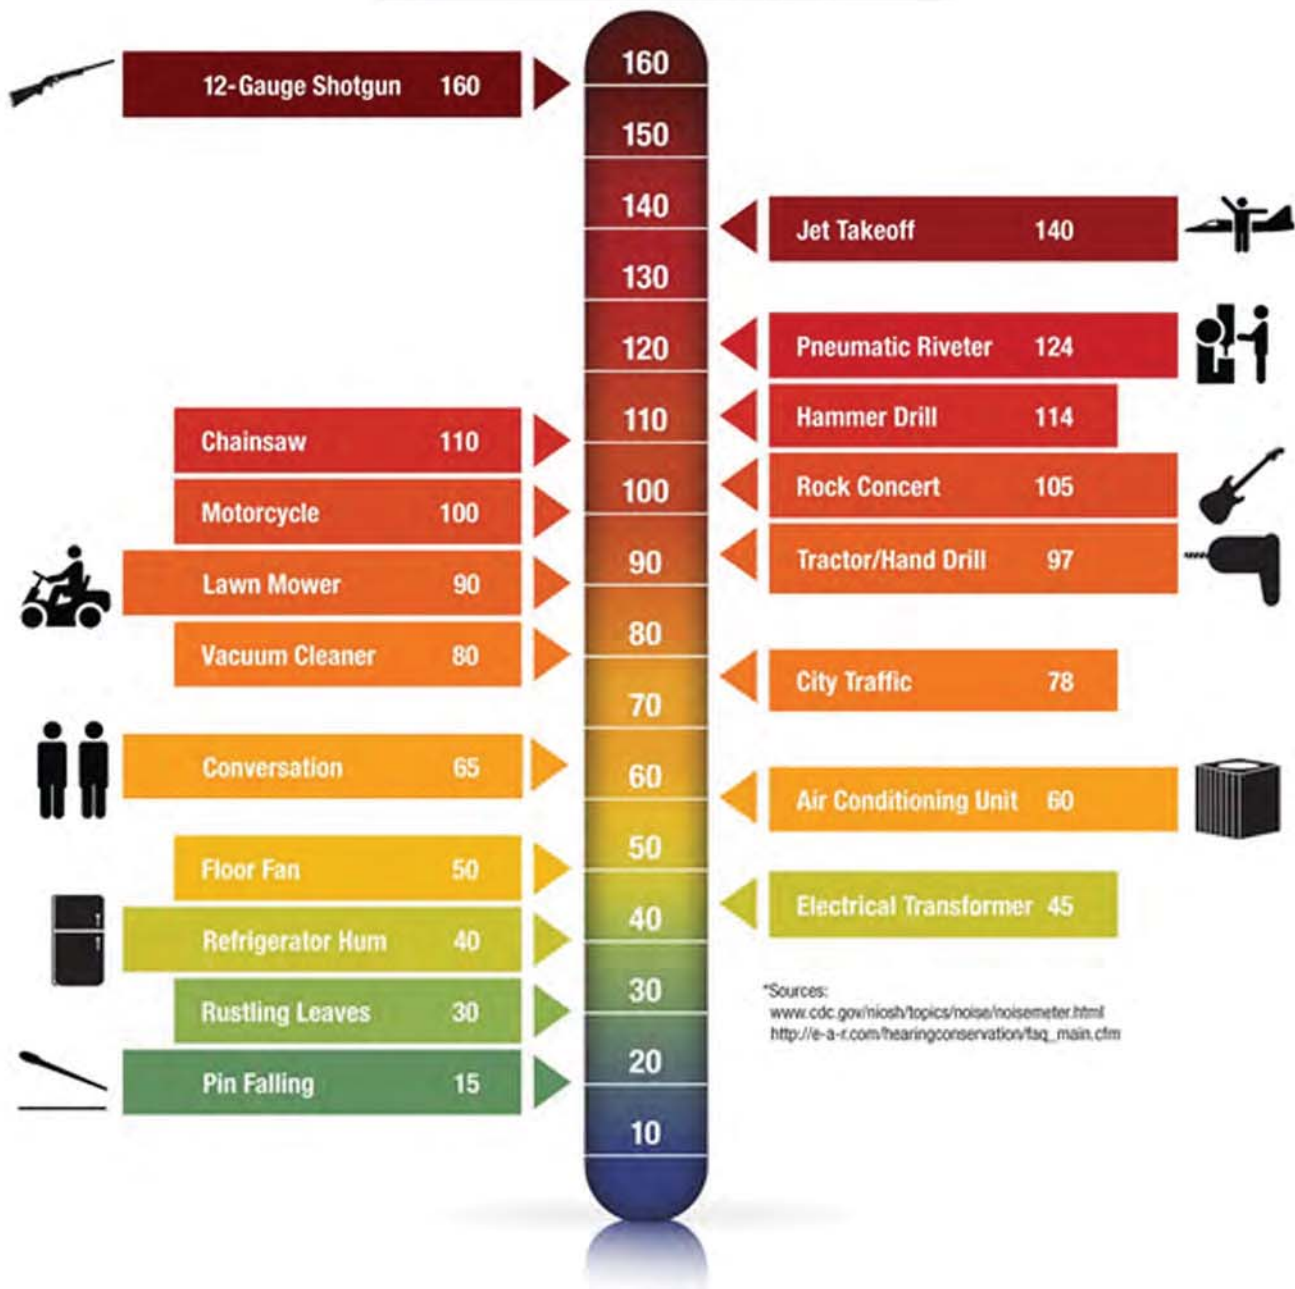 12-Gauge Shotgun 160
Chainsaw 110
Motorcycle 100
Lawn Mower 90
Vacuum Cleaner 80
Conversation 65
Floor Fan 50
Refrigerator Hum 40
Rustling Leaves 30
Pin Falling 15
160
150
140
130
120
110
100
90
80
70
60
50
40
30
20
10
Jet Takeoff 140
Pneumatic Riveter 124
Hammer Drill 114
Rock Concert 105
Tractor/Hand Drill 97
City Traffic 78
Air Conditioning Unit 60
Electrical Transformer 45
*Sources:
www.cdc.gov/niosh/topics/noise/noisemeter.html
http://e-a-r.com/hearingconservation/faq_main.cfm